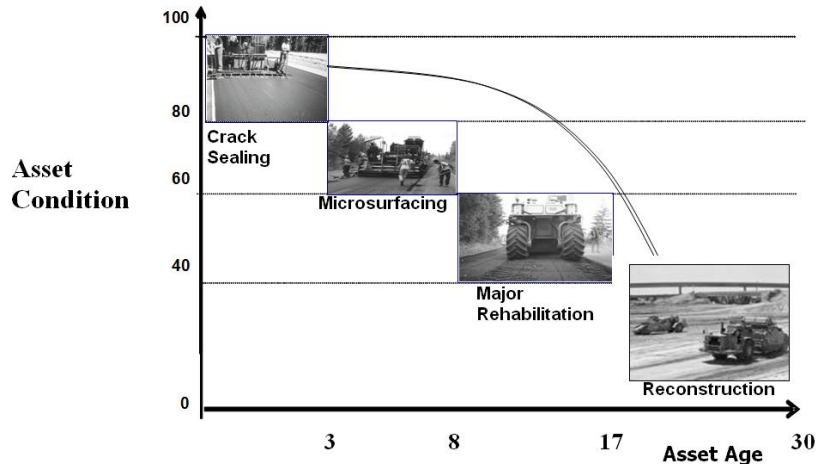 100
80
60
40
0
Asset
Condition
Crack
Sealing
Microsurfacing
Major
Rehabilitation
Reconstruction
3
8
17
30
Asset Age